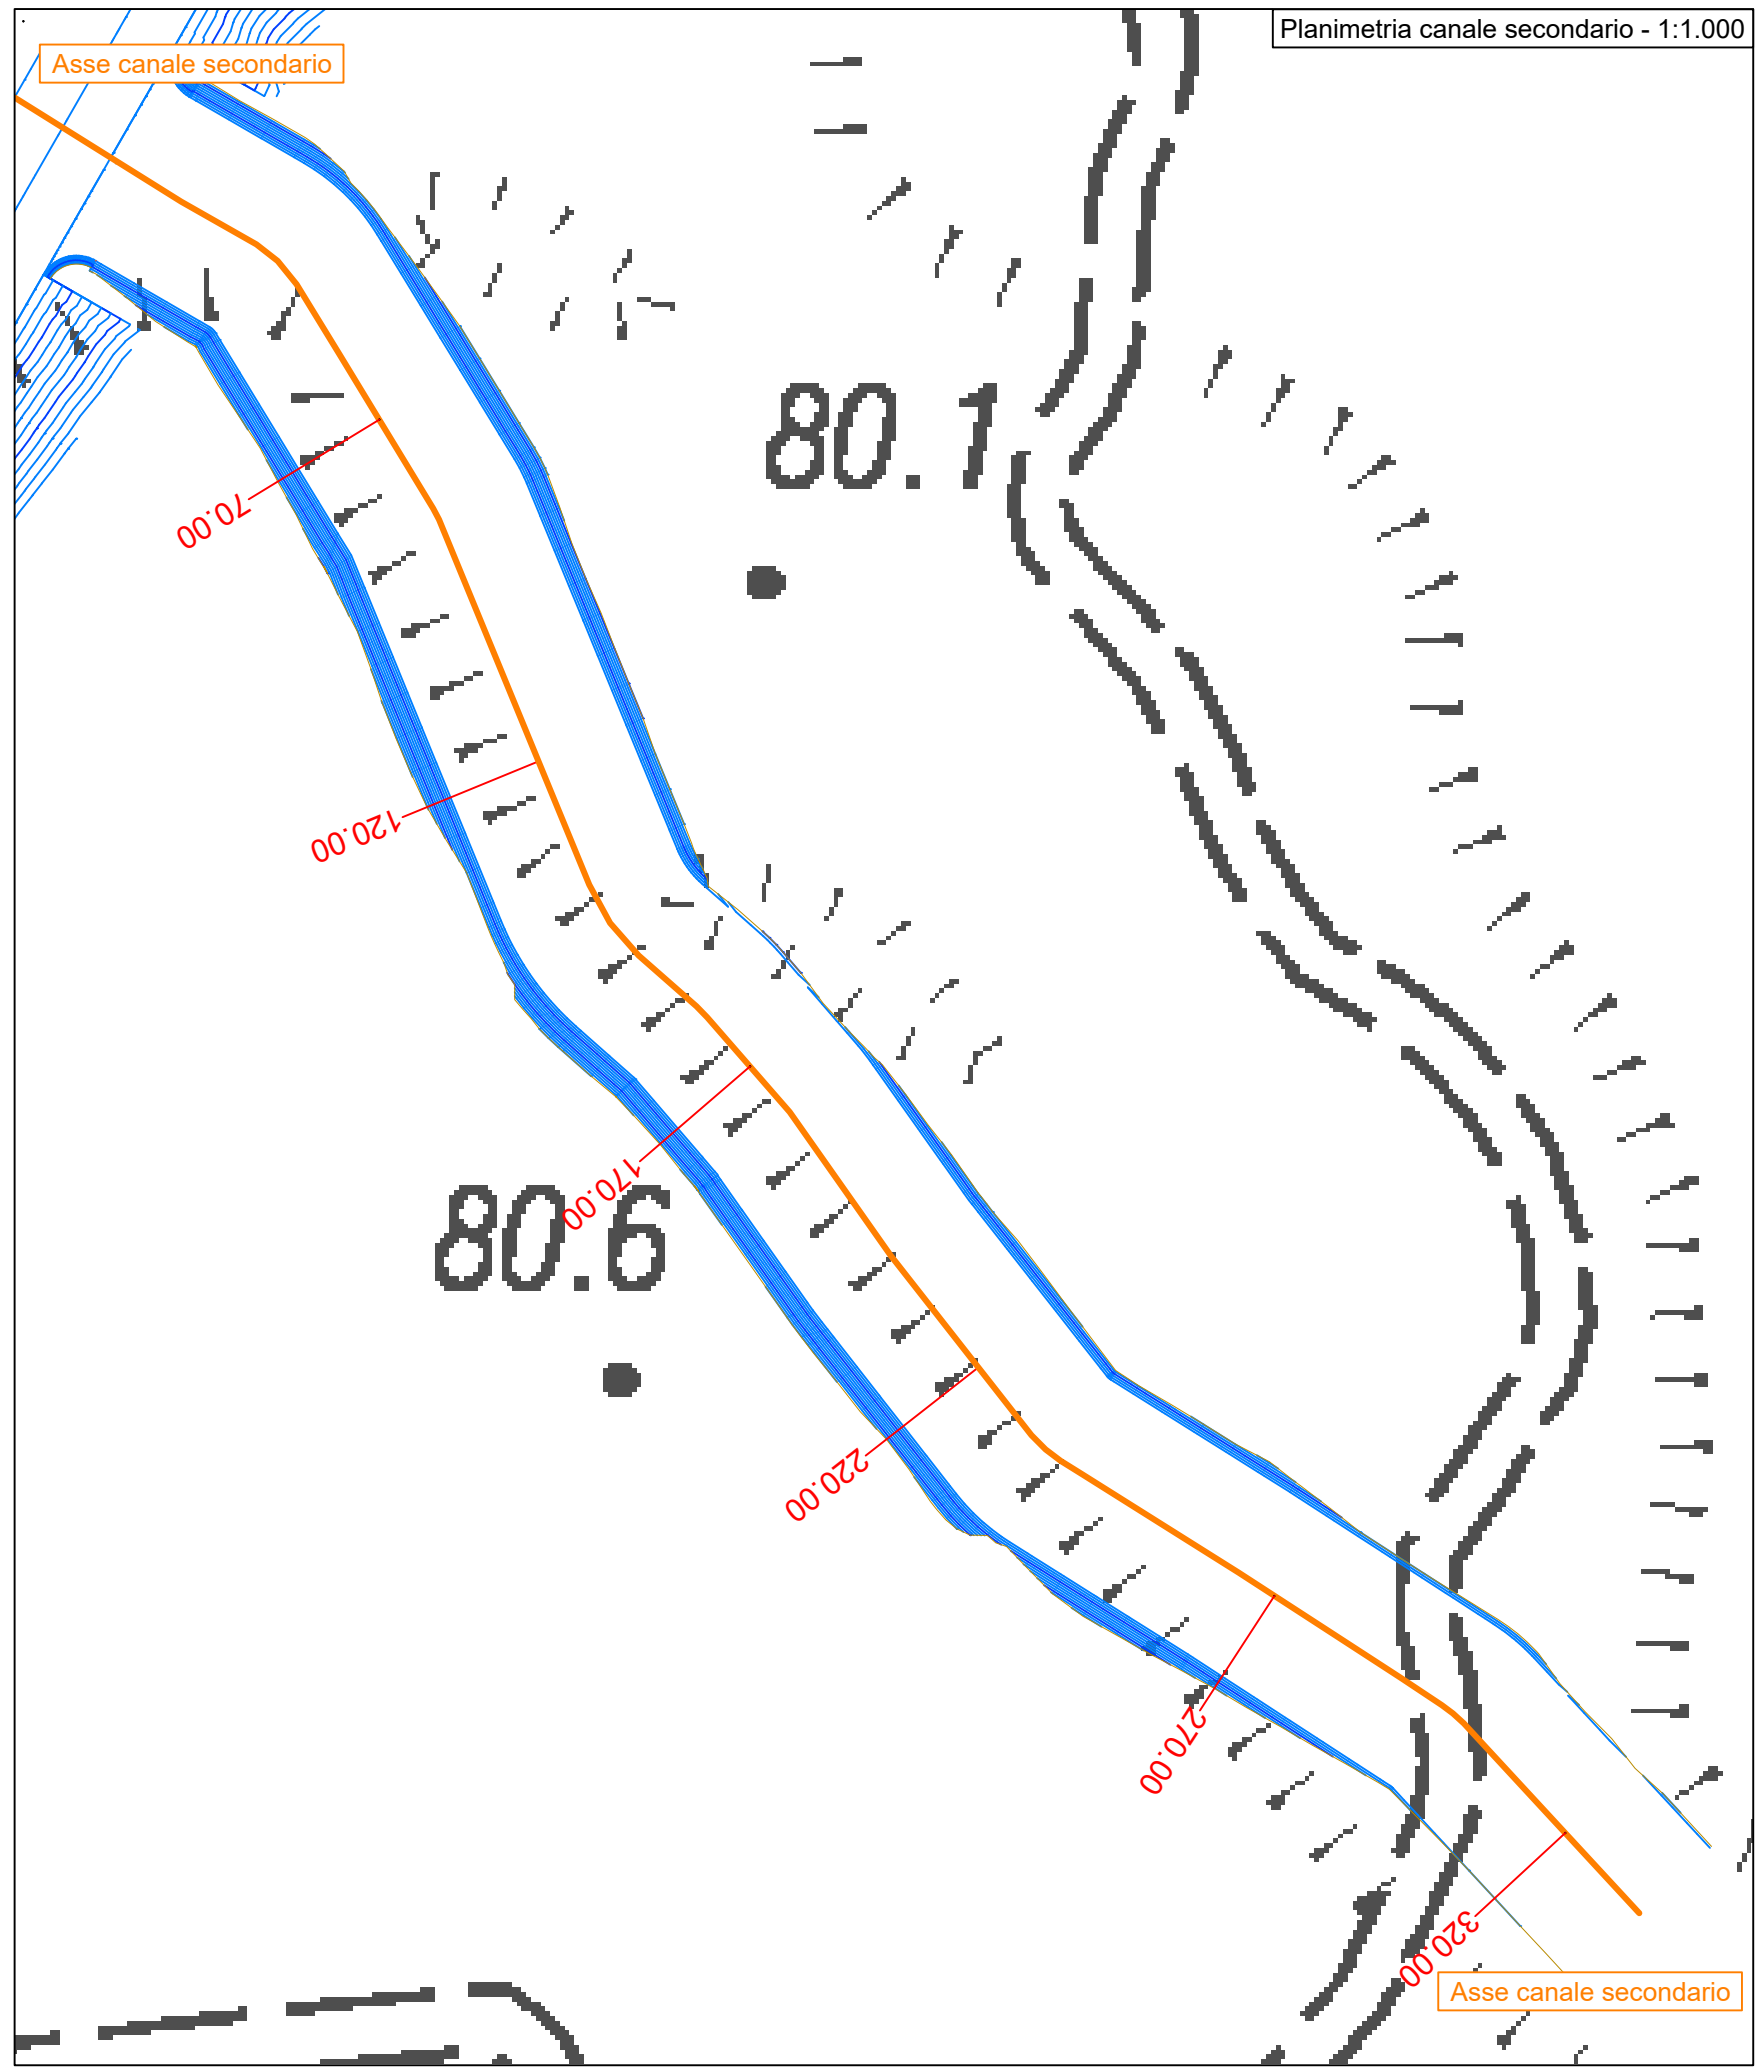 Planimetria canale secondario - 1:1.000
Asse canale secondario
80.1
70.00
120.00
170.00
80.6
220.00
270.00
320.00
Asse canale secondario